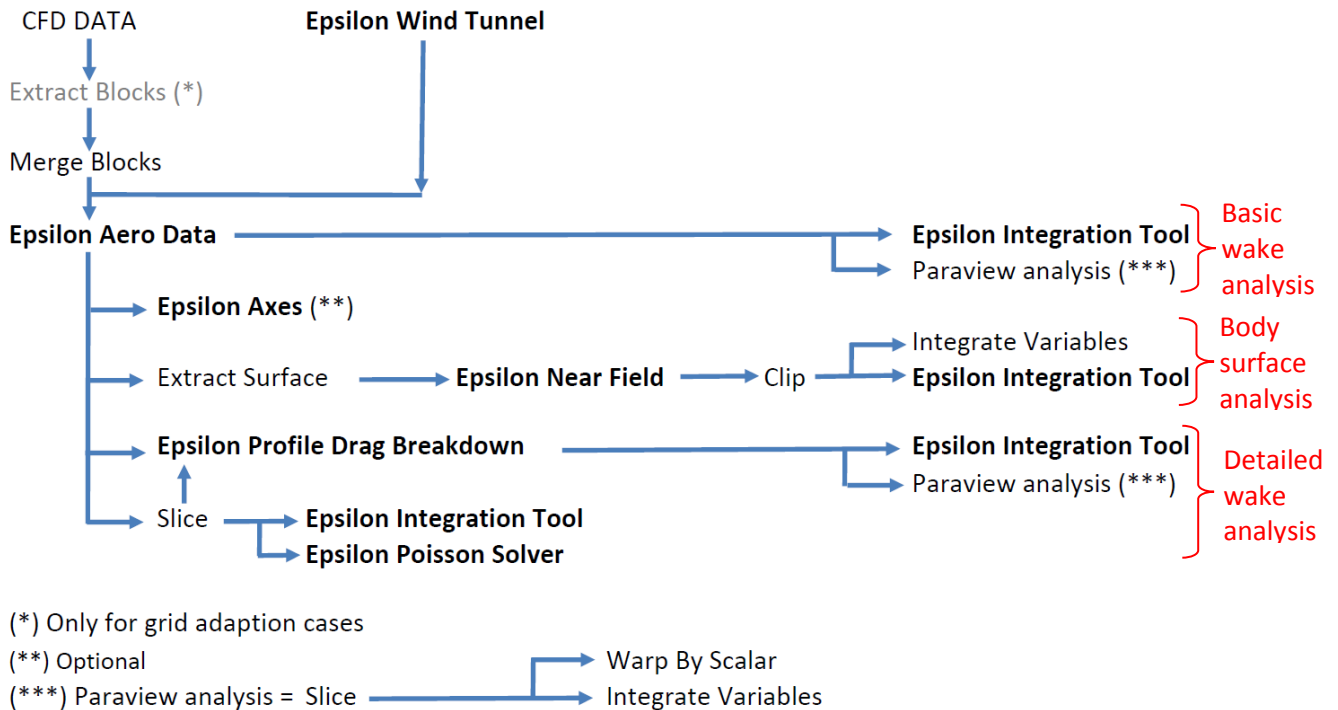 CFD DATA
Epsilon Wind Tunnel
Extract Blocks (*)
Merge Blocks
Epsilon Aero Data
Epsilon Integration Tool
Paraview analysis (***)
Basic
wake
analysis
Epsilon Axes (**)
Extract Surface
Epsilon Near Field
Clip
Integrate Variables
Epsilon Integration Tool
Body
surface
analysis
Epsilon Profile Drag Breakdown
Epsilon Integration Tool
Paraview analysis (***)
Detailed
wake
analysis
Slice
Epsilon Integration Tool
Epsilon Poisson Solver
(*) Only for grid adaption cases
(**) Optional
(***) Paraview analysis = Slice
Warp By Scalar
Integrate Variables